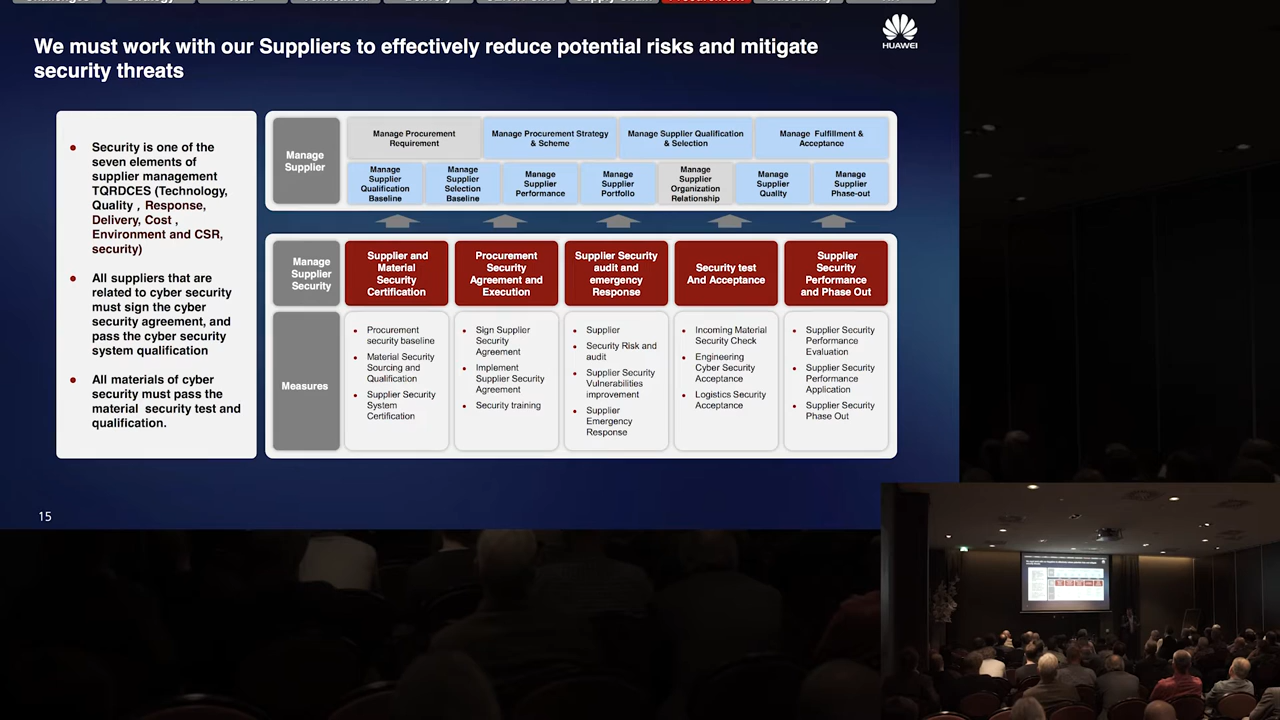 Procurement
We must work with our Suppliers to effectively reduce potential risks and mitigate
security threats
HUAWEI
Security is one of the
seven elements of
supplier management
TQRDCES (Technology,
Quality , Response,
Delivery, Cost ,
Environment and CSR,
security)
All suppliers that are
related to cyber security
must sign the cyber
security agreement, and
pass the cyber security
system qualification
All materials of cyber
security must pass the
material security test and
qualification.
Manage
Supplier
Manage Procurement
Requirement
Manage Procurement Strategy
& Scheme
Manage Supplier Qualification
& Selection
Manage Fulfillment &
Acceptance
Manage
Supplier
Qualification
Baseline
Manage
Supplier
Selection
Baseline
Manage
Supplier
Performance
Manage
Supplier
Portfolio
Manage
Supplier
Organization
Relationship
Manage
Supplier
Quality
Manage
Supplier
Phase-out
Manage
Supplier
Security
Supplier and
Material
Security
Certification
Procurement
Security
Agreement and
Execution
Supplier Security
audit and
emergency
Response
Security test
And Acceptance
Supplier
Security
Performance
and Phase Out
Measures
Procurement
security baseline
Material Security
Sourcing and
Qualification
Supplier Security
System
Certification
Sign Supplier
Security
Agreement
Implement
Supplier Security
Agreement
Security training
Supplier
Security Risk and
audit
Supplier Security
Vulnerabilities
improvement
Supplier
Emergency
Response
Incoming Material
Security Check
Engineering
Cyber Security
Acceptance
Logistics Security
Acceptance
Supplier Security
Performance
Evaluation
Supplier Security
Performance
Application
Supplier Security
Phase Out
15